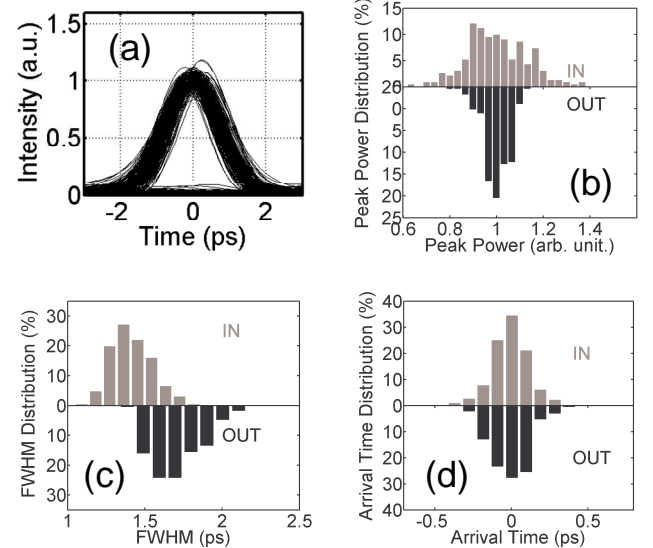 (a)
Intensity (a.u.)
1.5
1
0.5
0
-2 0 2
Time (ps)
(b)
Peak Power Distribution (%)
15
10
5
20
0
5
10
15
20
25
IN
OUT
0.6 0.8 1 1.2 1.4
Peak Power (arb. unit.)
(c)
FWHM Distribution (%)
30
20
10
0
10
20
30
IN
OUT
1 1.5 2 2.5
FWHM (ps)
(d)
Arrival Time Distribution (%)
40
30
20
10
0
10
20
30
40
IN
OUT
-0.5 0 0.5
Arrival Time (ps)